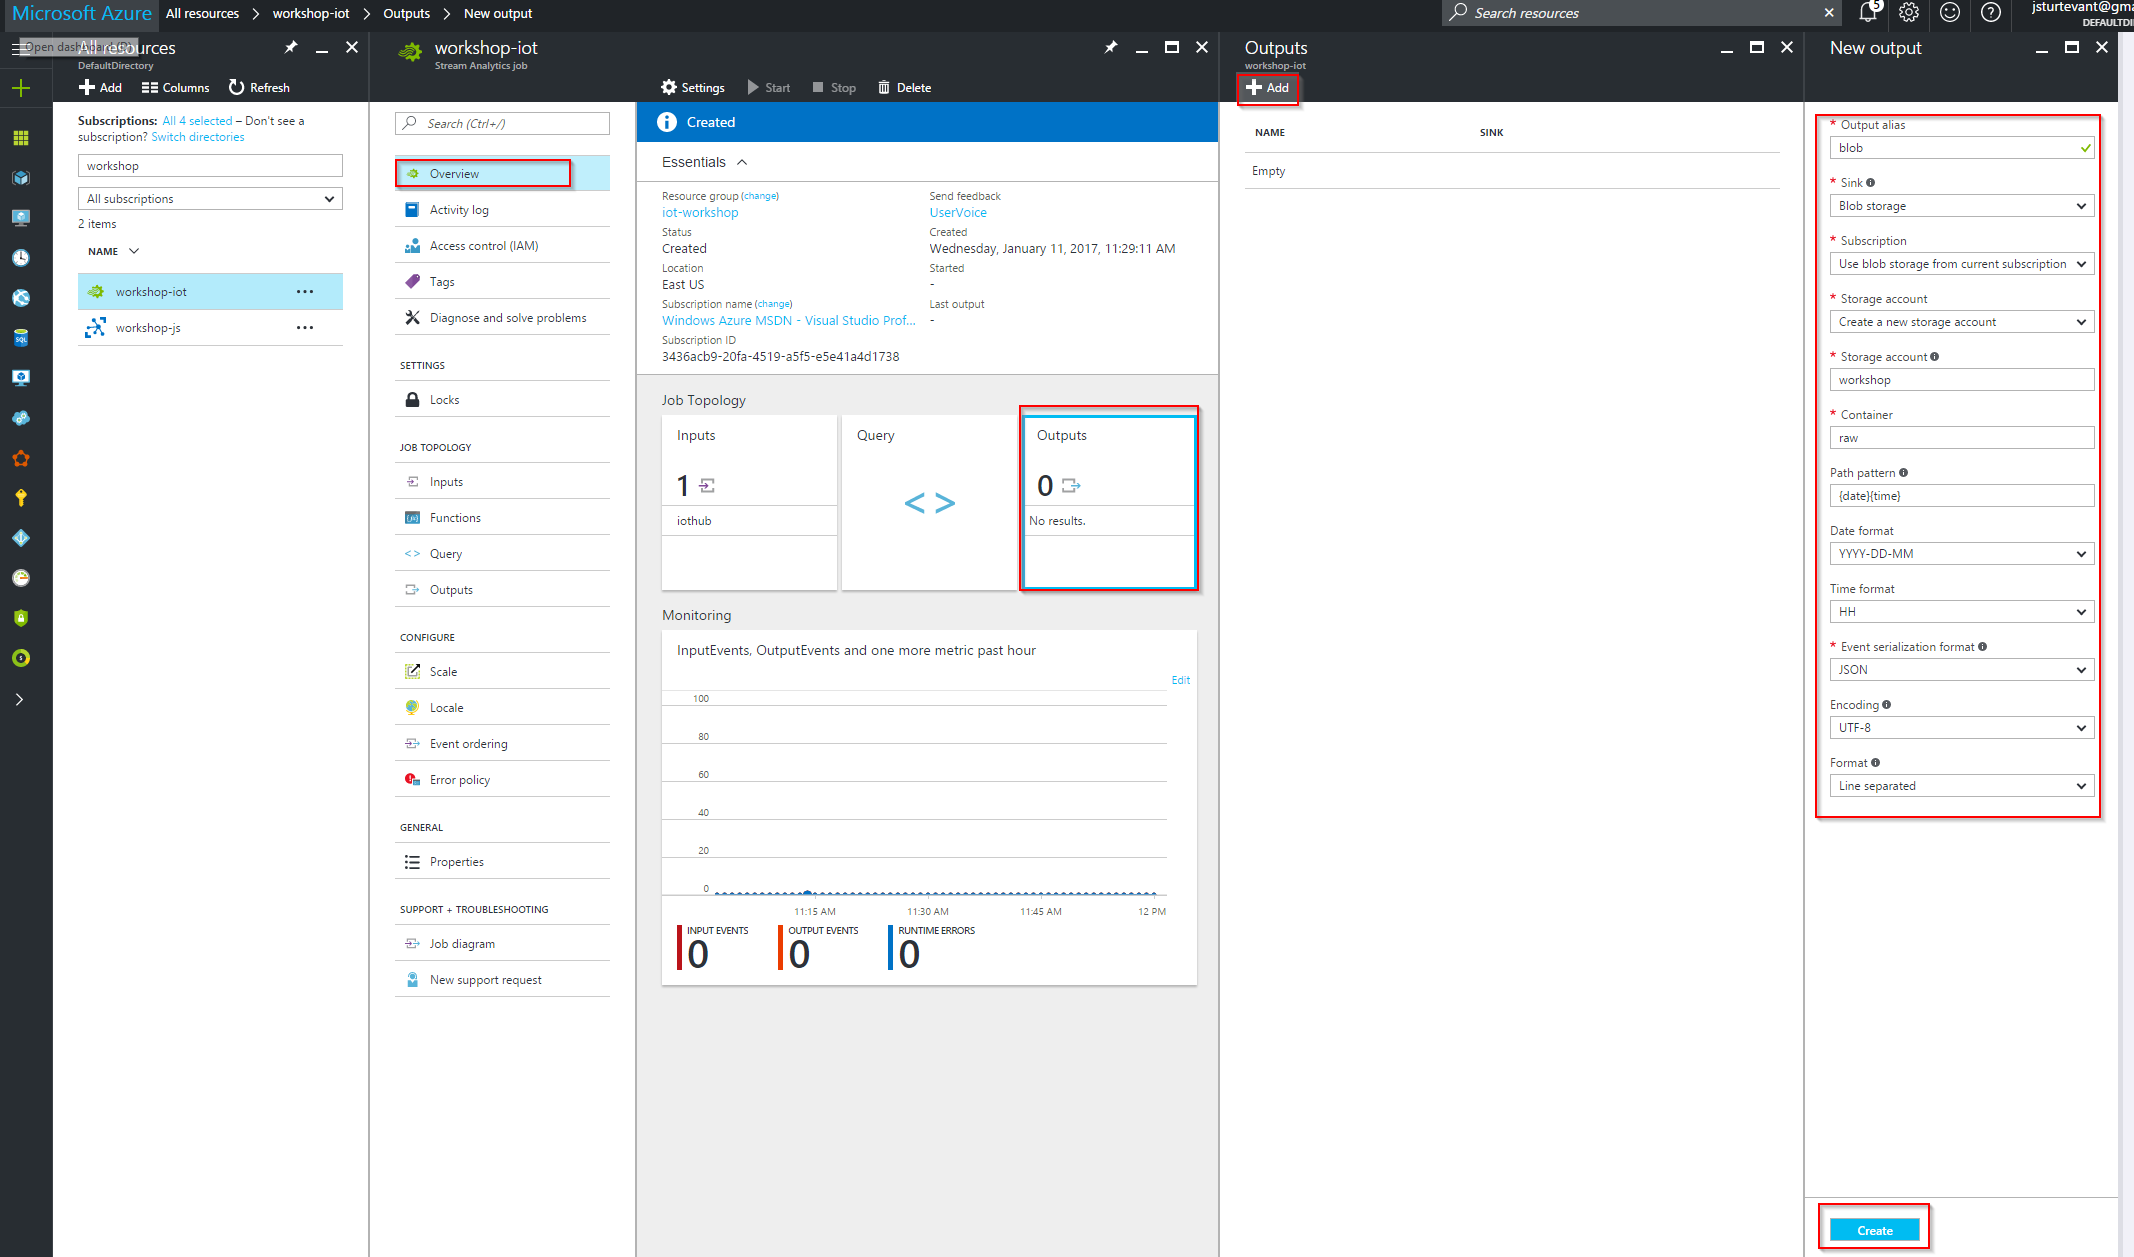 Microsoft Azure All resources > workshop-iot > Outputs > New output
Search resources
5
jsturtevant@gma
DEFAULTDI
All resources
DefaultDirectory
Add Columns Refresh
Subscriptions: All 4 selected – Don't see a
subscription? Switch directories
workshop
All subscriptions
2 items
NAME
workshop-iot ...
workshop-js ...
workshop-iot
Stream Analytics job
Settings Start Stop Delete
Search (Ctrl+/)
Overview
Activity log
Access control (IAM)
Tags
Diagnose and solve problems
SETTINGS
Locks
JOB TOPOLOGY
Inputs
Functions
Query
Outputs
CONFIGURE
Scale
Locale
Event ordering
Error policy
GENERAL
Properties
SUPPORT + TROUBLESHOOTING
Job diagram
New support request
Created
Essentials
Resource group (change)
iot-workshop
Status
Created
Location
East US
Subscription name (change)
Windows Azure MSDN - Visual Studio Prof...
Subscription ID
3436acb9-20fa-4519-a5f5-e5e41a4d1738
Send feedback
UserVoice
Created
Wednesday, January 11, 2017, 11:29:11 AM
Started
-
Last output
-
Job Topology
Inputs
1
iothub
Query
< >
Outputs
0
No results.
Monitoring
InputEvents, OutputEvents and one more metric past hour
Edit
100
80
60
40
20
0
11:15 AM 11:30 AM 11:45 AM 12 PM
INPUT EVENTS
0
OUTPUT EVENTS
0
RUNTIME ERRORS
0
Outputs
workshop-iot
Add
NAME SINK
Empty
New output
* Output alias
blob
* Sink
Blob storage
* Subscription
Use blob storage from current subscription
* Storage account
Create a new storage account
* Storage account
workshop
* Container
raw
Path pattern
{date}{time}
Date format
YYYY-DD-MM
Time format
HH
* Event serialization format
JSON
Encoding
UTF-8
Format
Line separated
Create